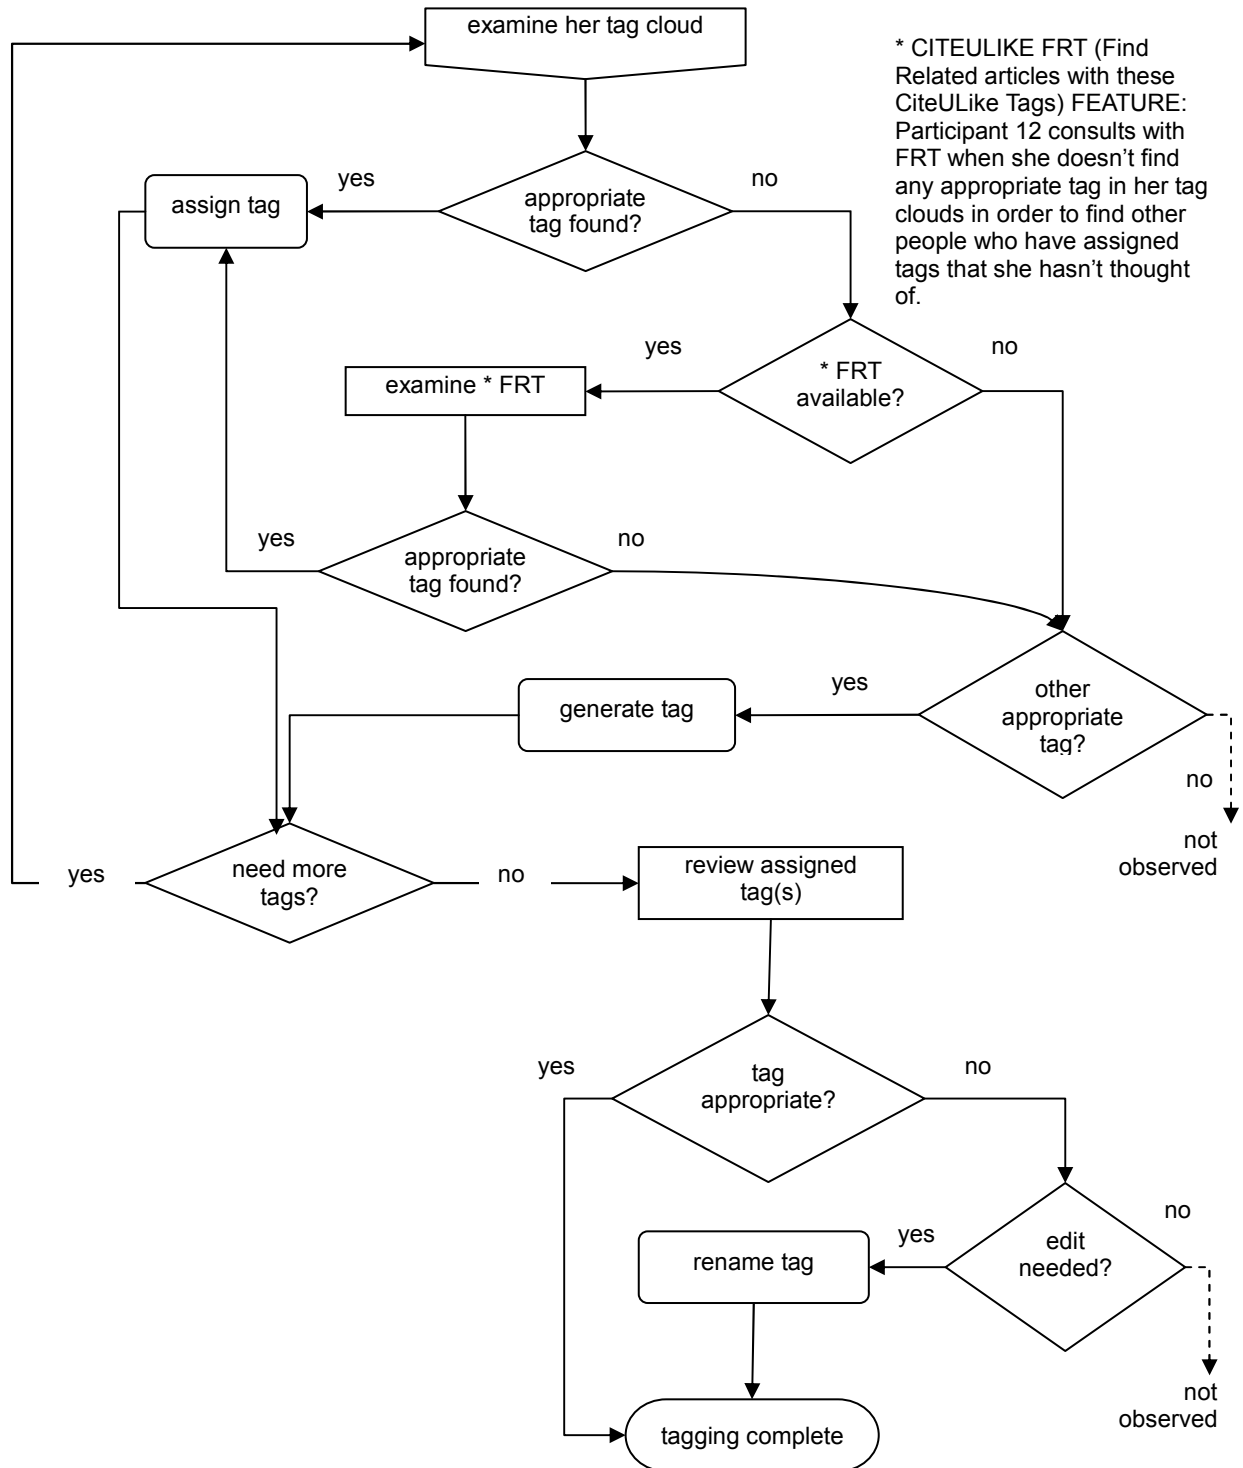 examine her tag cloud
* CITEULIKE FRT (Find
Related articles with these
CiteULike Tags) FEATURE:
Participant 12 consults with
FRT when she doesn’t find
any appropriate tag in her tag
clouds in order to find other
people who have assigned
tags that she hasn’t thought
of.
yes
no
assign tag
appropriate
tag found?
yes
no
examine * FRT
* FRT
available?
yes
no
appropriate
tag found?
yes
generate tag
other
appropriate
tag?
no
not
observed
yes
need more
tags?
no
review assigned
tag(s)
yes
no
tag
appropriate?
no
yes
rename tag
edit
needed?
not
observed
tagging complete